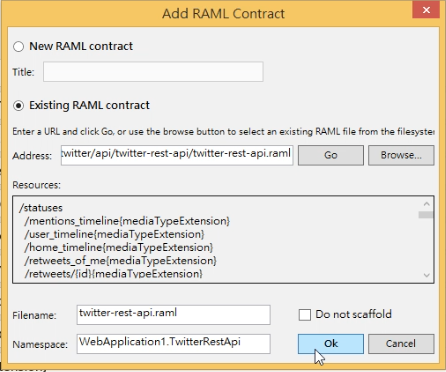 Add RAML Contract
New RAML contract
Title:
Existing RAML contract
Enter a URL and click Go, or use the browse button to select an existing RAML file from the filesyste
Address: twitter/api/twitter-rest-api/twitter-rest-api.raml Go Browse...
Resources:
/statuses
/mentions_timeline{mediaTypeExtension}
/user_timeline{mediaTypeExtension}
/home_timeline{mediaTypeExtension}
/retweets_of_me{mediaTypeExtension}
/retweets/{id}{mediaTypeExtension}
Filename: twitter-rest-api.raml Do not scaffold
Namespace: WebApplication1.TwitterRestApi Ok Cancel